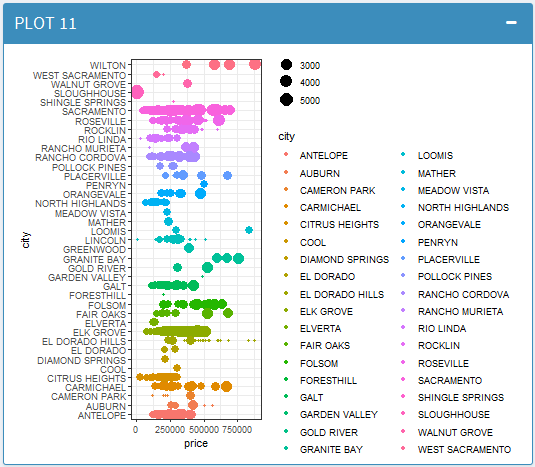 PLOT 11
WILTON
WEST SACRAMENTO
WALNUT GROVE
SLOUGHHOUSE
SHINGLE SPRINGS
SACRAMENTO
ROSEVILLE
ROCKLIN
RIO LINDA
RANCHO MURIETA
RANCHO CORDOVA
POLLOCK PINES
PLACERVILLE
PENRYN
ORANGEVALE
NORTH HIGHLANDS
MEADOW VISTA
MATHER
LOOMIS
LINCOLN
GREENWOOD
GRANITE BAY
GOLD RIVER
GARDEN VALLEY
GALT
FORESTHILL
FOLSOM
FAIR OAKS
ELVERTA
ELK GROVE
EL DORADO HILLS
EL DORADO
DIAMOND SPRINGS
COOL
CITRUS HEIGHTS
CARMICHAEL
CAMERON PARK
AUBURN
ANTELOPE
city
0 250000 500000 750000
price
3000
4000
5000
city
ANTELOPE
AUBURN
CAMERON PARK
CARMICHAEL
CITRUS HEIGHTS
COOL
DIAMOND SPRINGS
EL DORADO
EL DORADO HILLS
ELK GROVE
ELVERTA
FAIR OAKS
FOLSOM
FORESTHILL
GALT
GARDEN VALLEY
GOLD RIVER
GRANITE BAY
LOOMIS
MATHER
MEADOW VISTA
NORTH HIGHLANDS
ORANGEVALE
PENRYN
PLACERVILLE
POLLOCK PINES
RANCHO CORDOVA
RANCHO MURIETA
RIO LINDA
ROCKLIN
ROSEVILLE
SACRAMENTO
SHINGLE SPRINGS
SLOUGHHOUSE
WALNUT GROVE
WEST SACRAMENTO